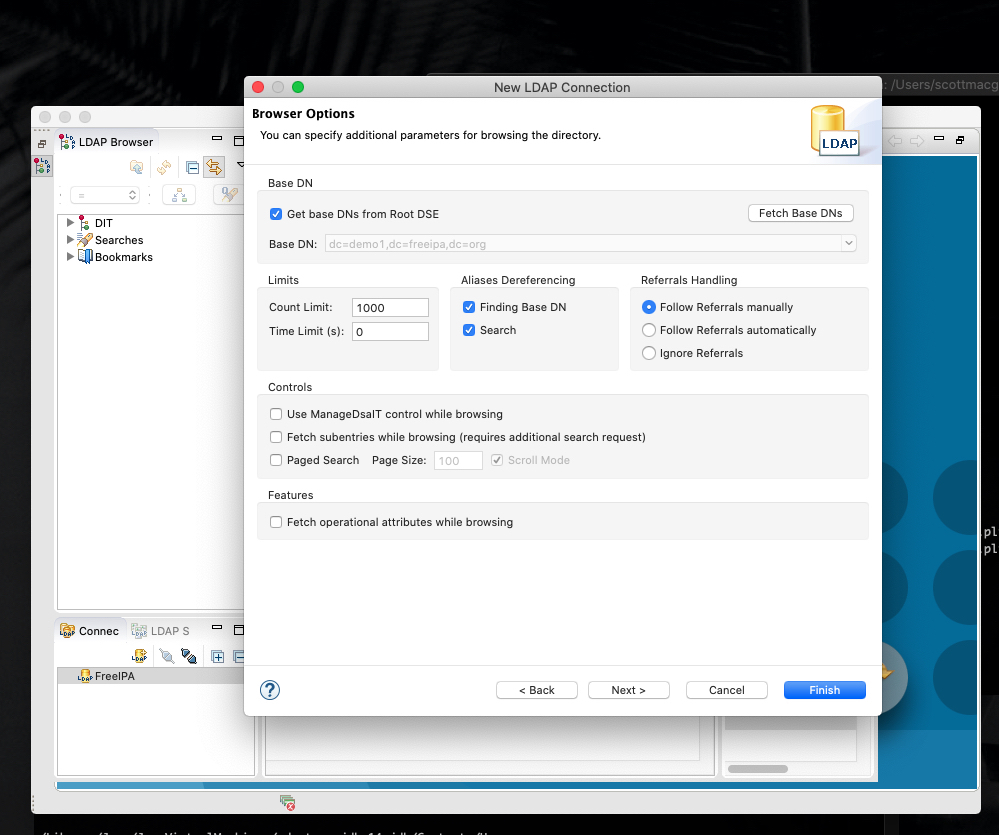 : /Users/scottmacg
New LDAP Connection
Browser Options
You can specify additional parameters for browsing the directory.
LDAP
LDAP Browser
=
DIT
Searches
Bookmarks
Base DN
Get base DNs from Root DSE
Fetch Base DNs
Base DN: dc=demo1,dc=freeipa,dc=org
Limits
Count Limit: 1000
Time Limit (s): 0
Aliases Dereferencing
Finding Base DN
Search
Referrals Handling
Follow Referrals manually
Follow Referrals automatically
Ignore Referrals
Controls
Use ManageDsaIT control while browsing
Fetch subentries while browsing (requires additional search request)
Paged Search Page Size: 100 Scroll Mode
Features
Fetch operational attributes while browsing
.pl
.pl
Connec LDAP S
LDAP
FreeIPA
? < Back Next > Cancel Finish